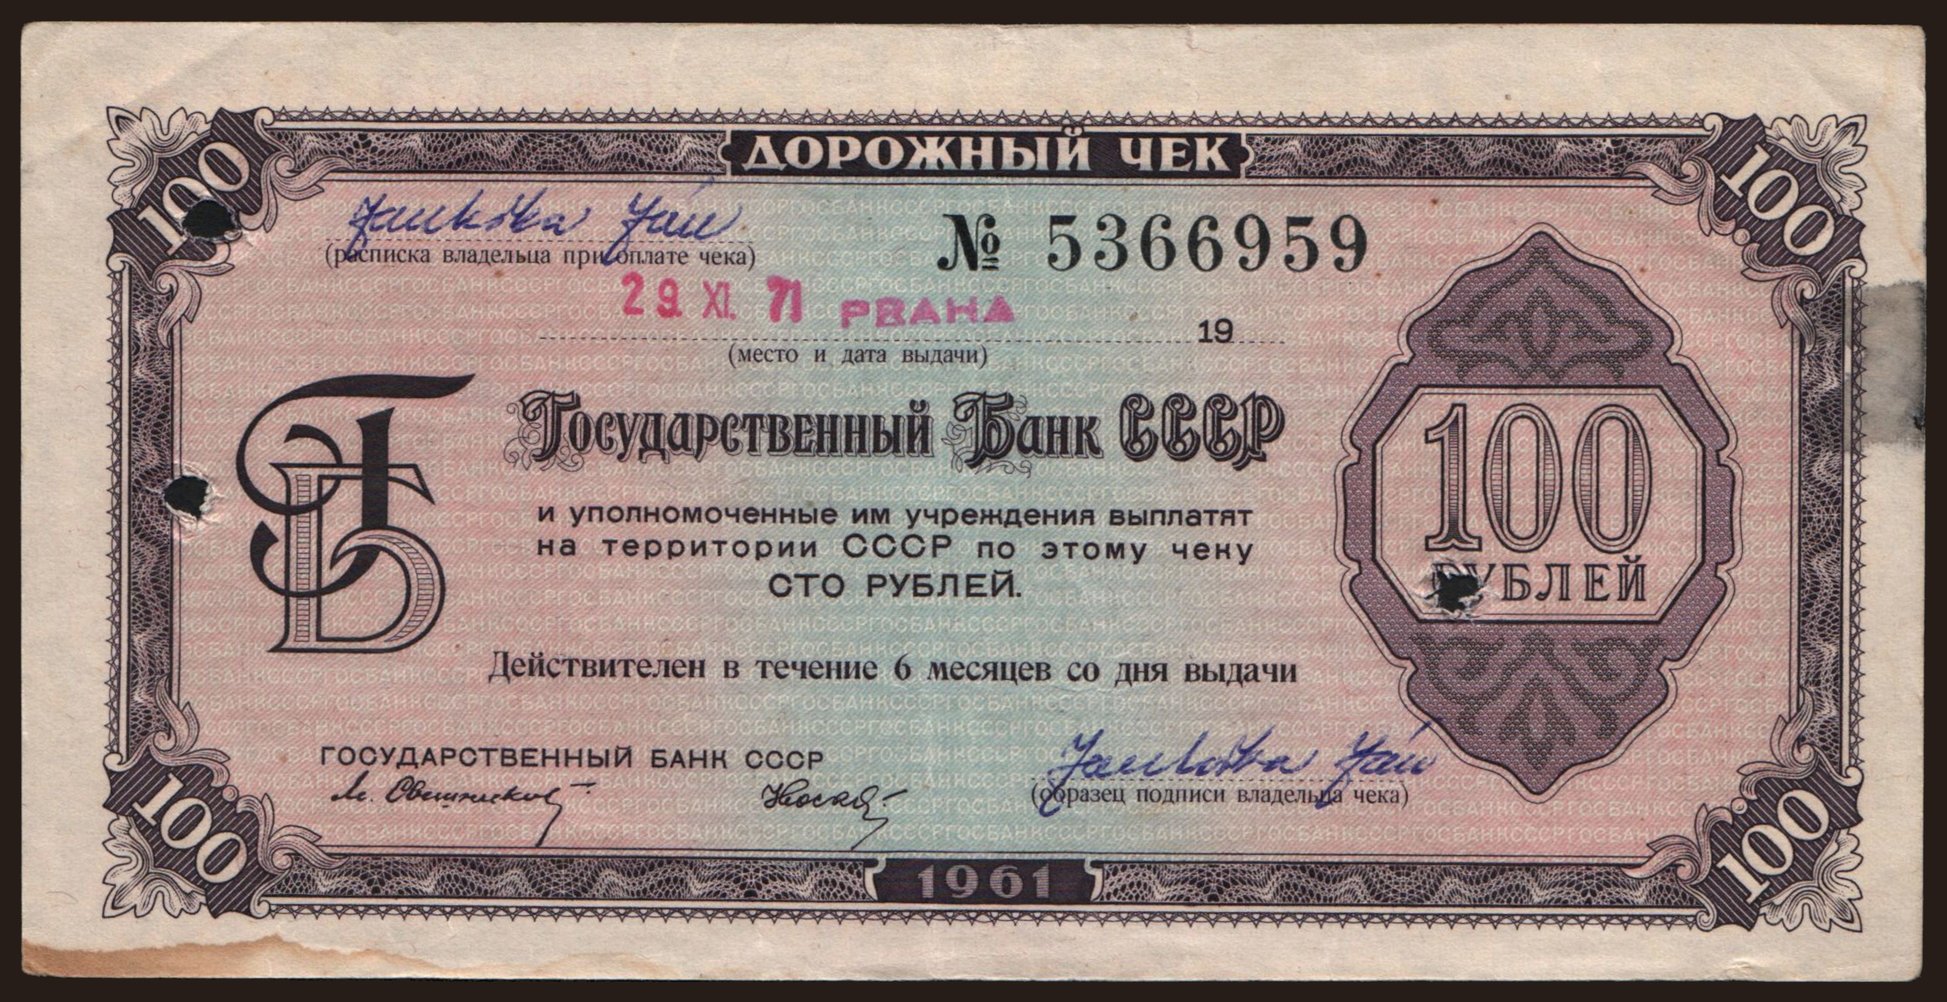 ДОРОЖНЫЙ ЧЕК
100
100
№ 5366959
(расписка владельца при оплате чека)
29. XI. 71 PRAHA
19
(место и дата выдачи)
ГБ
Государственный Банк СССР
и уполномоченные им учреждения выплатят
на территории СССР по этому чеку
СТО РУБЛЕЙ.
100
РУБЛЕЙ
Действителен в течение 6 месяцев со дня выдачи
ГОСУДАРСТВЕННЫЙ БАНК СССР
(образец подписи владельца чека)
100
100
1961